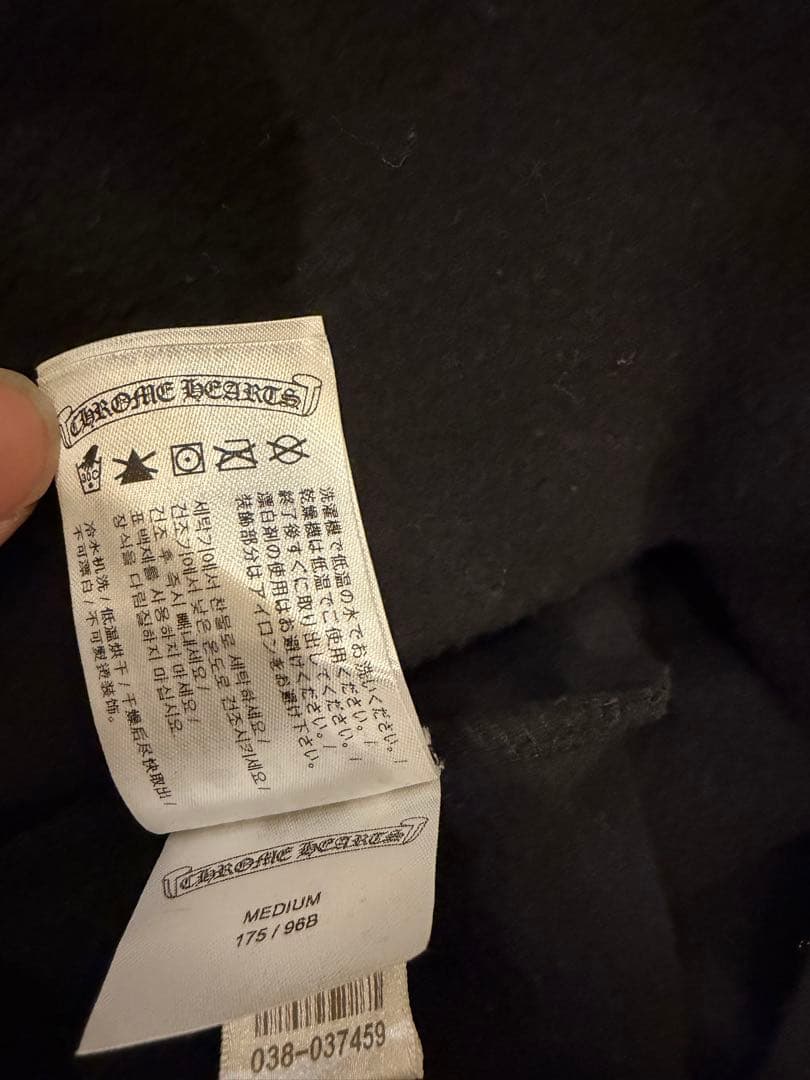 CHROME HEARTS
洗濯機で低温の水でお洗いください。/
乾燥機は低温でご使用ください。/
終了後すぐに取り出してください。/
漂白剤の使用はお避けください。/
装飾部分はアイロンをお避け下さい。
세탁기에서 찬물로 세탁하세요/
건조기에서 낮은 온도로 건조시키세요/
건조 후 즉시 빼내세요/
표백제를 사용하지 마세요/
장식을 다림질하지 마십시오
冷水机洗/低温烘干/干燥后尽快取出/
不可漂白/不可熨烫装饰。
CHROME HEARTS
MEDIUM
175 / 96B
038-037459